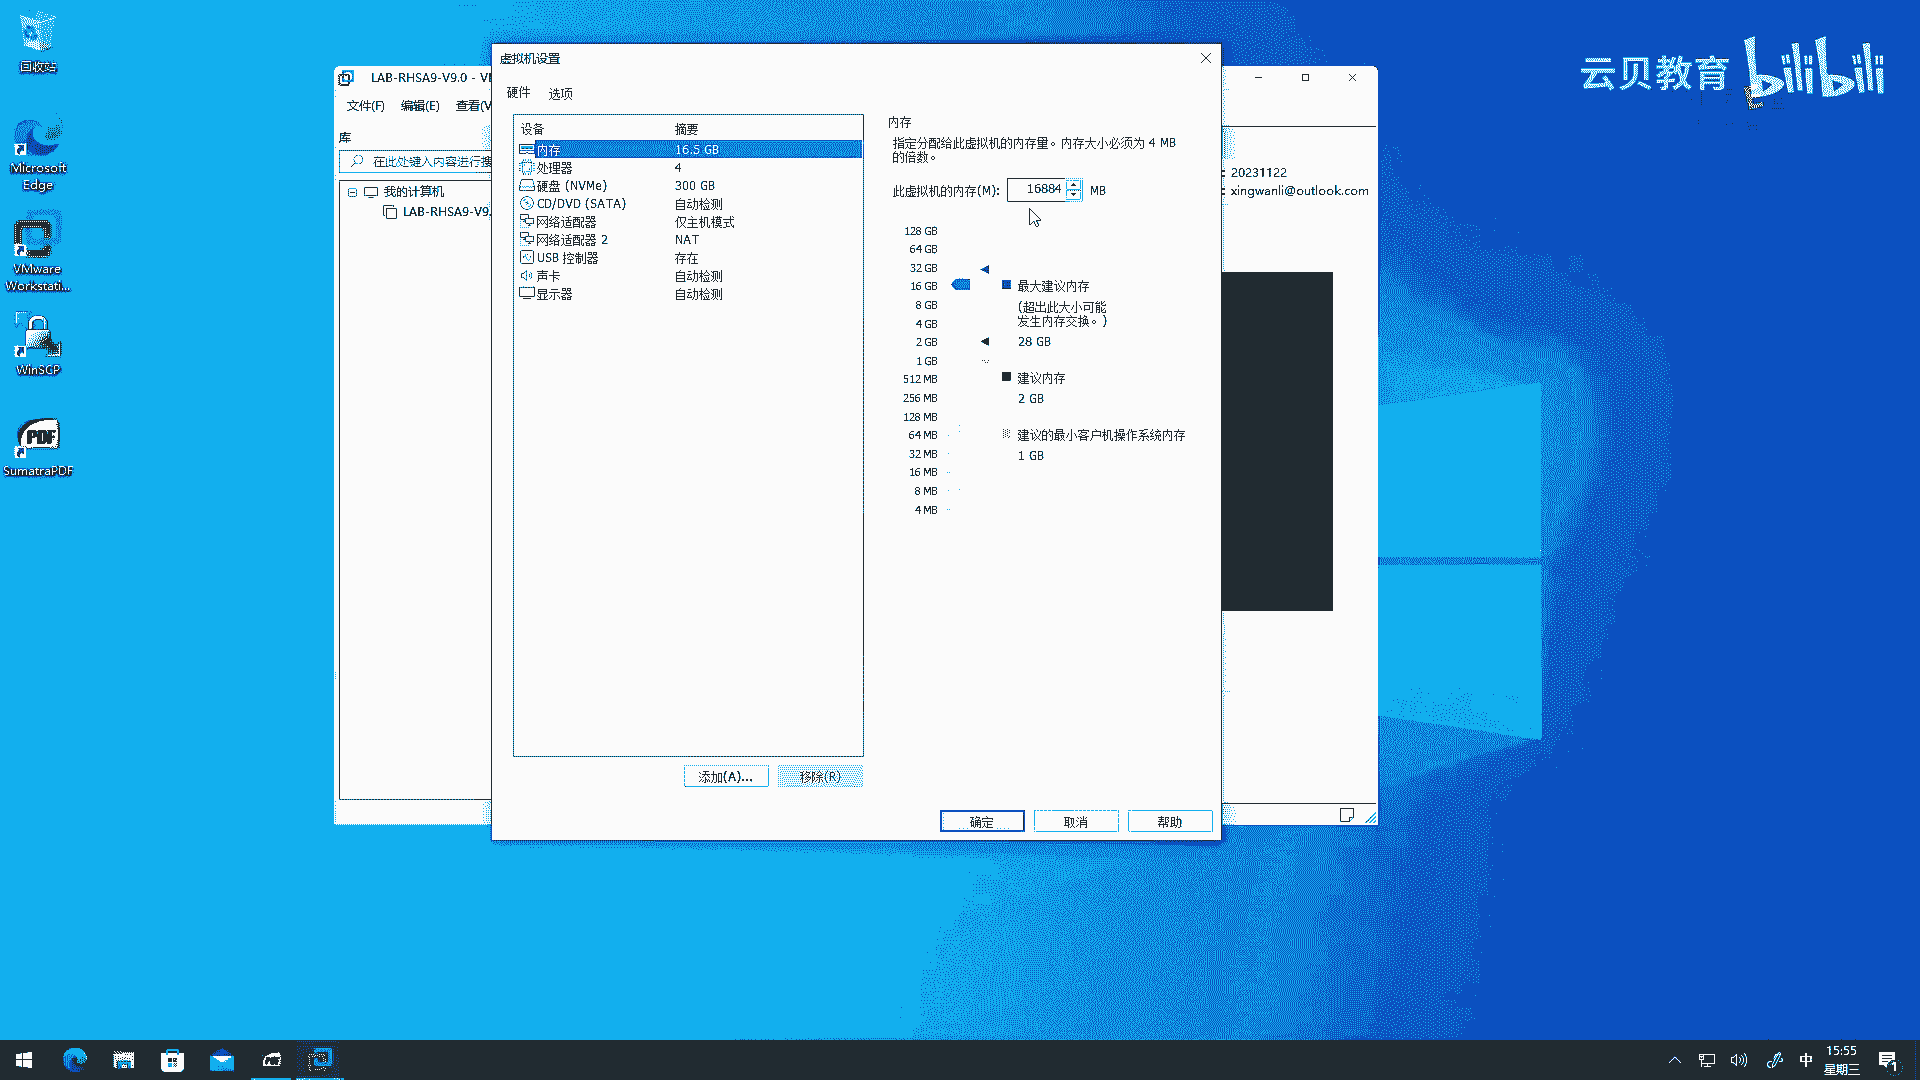 回收站
Microsoft
Edge
VMware
Workstati...
WinSCP
PDF
SumatraPDF
云贝教育 bilibili
LAB-RHSA9-V9.0 - VM
文件(F) 编辑(E) 查看(V
库
在此处键入内容进行搜
我的计算机
LAB-RHSA9-V9.
: 20231122
: xingwanli@outlook.com
虚拟机设置
硬件 选项
设备 摘要
内存 16.5 GB
处理器 4
硬盘 (NVMe) 300 GB
CD/DVD (SATA) 自动检测
网络适配器 仅主机模式
网络适配器 2 NAT
USB 控制器 存在
声卡 自动检测
显示器 自动检测
添加(A)... 移除(R)
内存
指定分配给此虚拟机的内存量。内存大小必须为 4 MB
的倍数。
此虚拟机的内存(M): 16884 MB
128 GB
64 GB
32 GB
16 GB
8 GB
4 GB
2 GB
1 GB
512 MB
256 MB
128 MB
64 MB
32 MB
16 MB
8 MB
4 MB
最大建议内存
(超出此大小可能
发生内存交换。)
28 GB
建议内存
2 GB
建议的最小客户机操作系统内存
1 GB
确定 取消 帮助
中
15:55
星期三
1